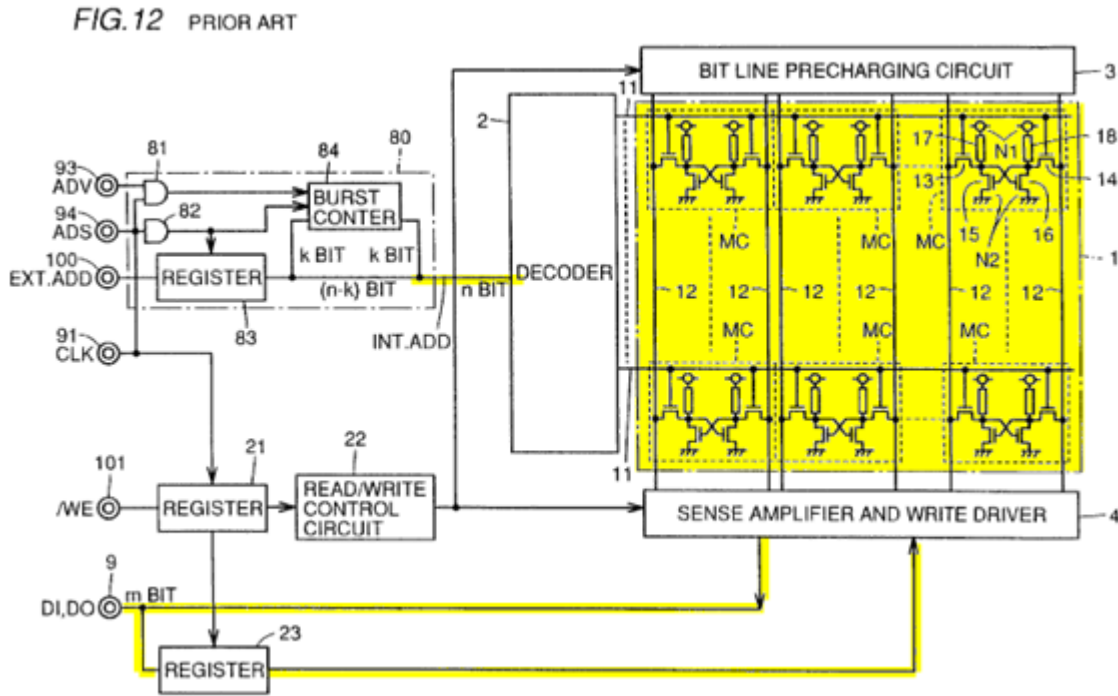 FIG.12 PRIOR ART
BIT LINE PRECHARGING CIRCUIT
3
11
2
80
81
84
93
ADV
BURST
CONTER
17
18
N1
13
14
82
94
ADS
k BIT
k BIT
MC
MC
MC
15
N2
16
1
100
EXT.ADD
REGISTER
DECODER
(n-k) BIT
n BIT
12
12
12
12
12
12
83
INT.ADD
91
CLK
MC
MC
MC
11
101
21
22
/WE
REGISTER
READ/WRITE
CONTROL
CIRCUIT
SENSE AMPLIFIER AND WRITE DRIVER
4
9
DI,DO
m BIT
23
REGISTER